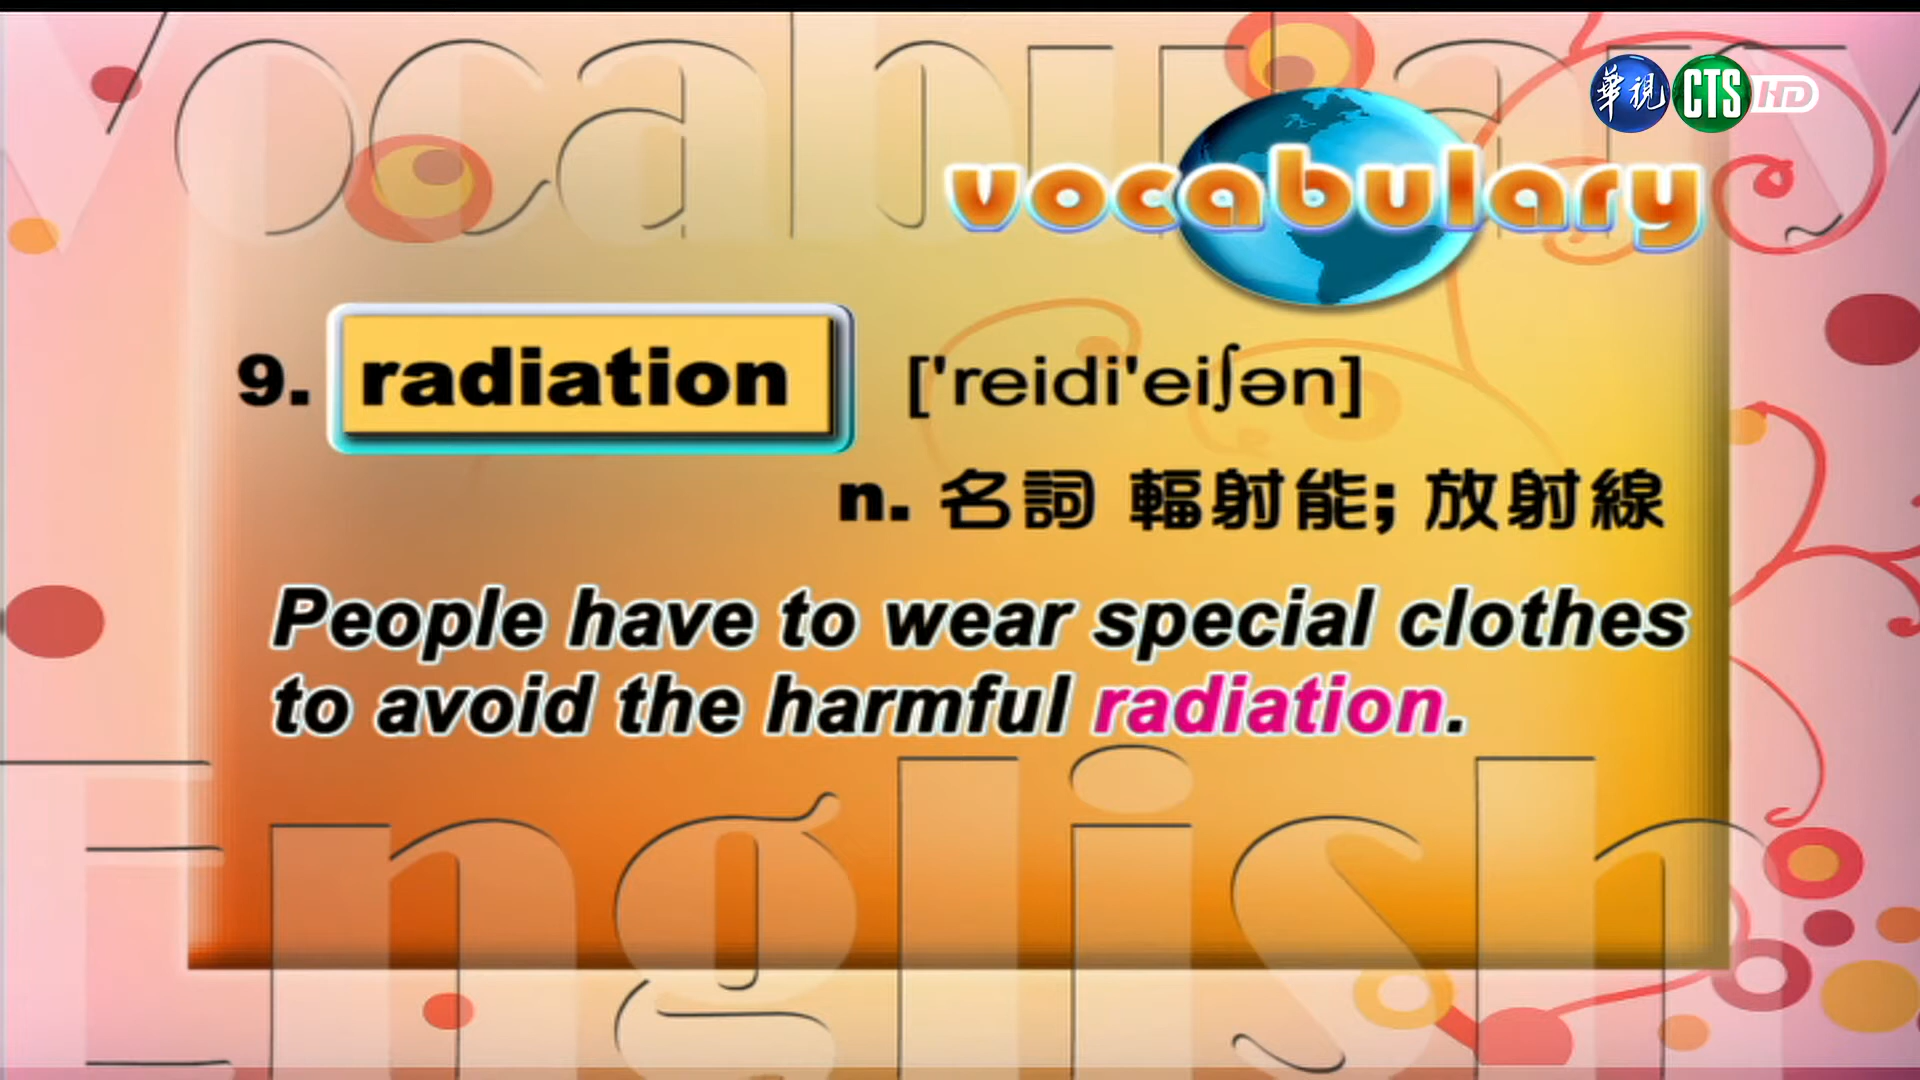 vocabulary
華視 CTS HD
vocabulary
9. radiation ['reidi'eiʃən]
n. 名詞 輻射能; 放射線
People have to wear special clothes
to avoid the harmful radiation.
English